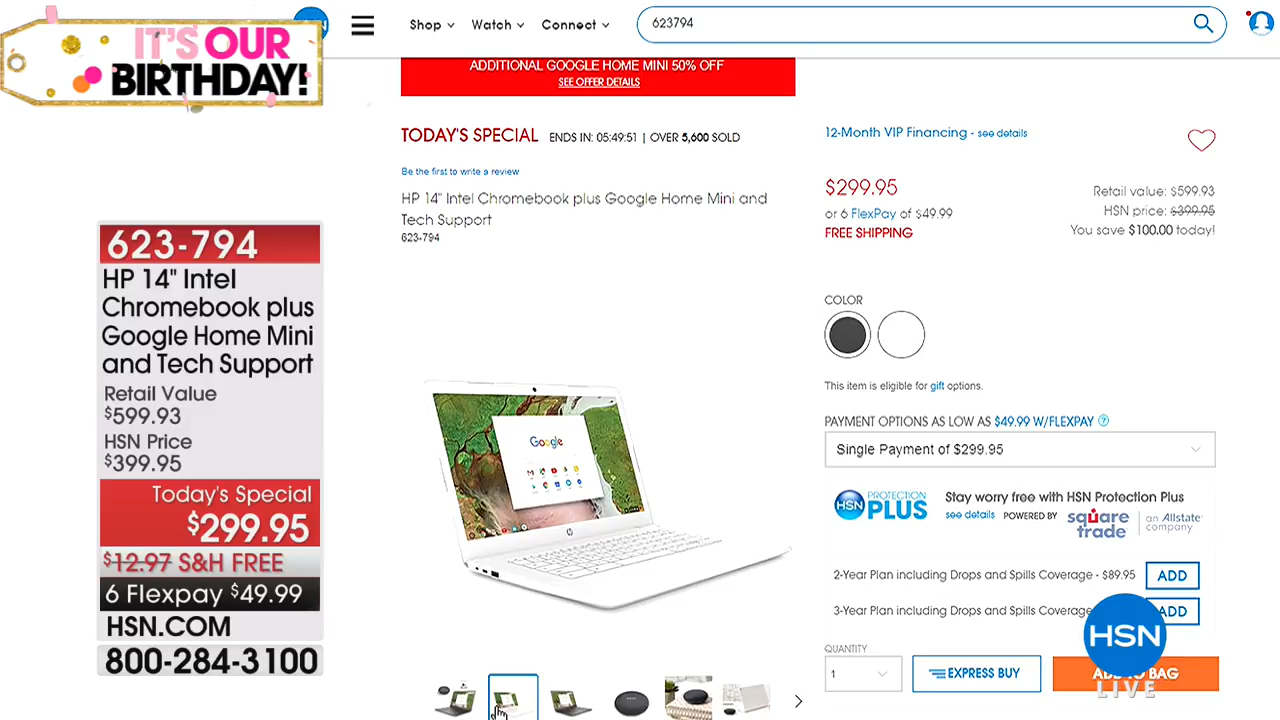 IT'S OUR
BIRTHDAY!
HSN
Shop
Watch
Connect
623794
ADDITIONAL GOOGLE HOME MINI 50% OFF
SEE OFFER DETAILS
TODAY'S SPECIAL ENDS IN: 05:49:51 | OVER 5,600 SOLD
Be the first to write a review
HP 14" Intel Chromebook plus Google Home Mini and
Tech Support
623-794
12-Month VIP Financing - see details
$299.95
or 6 FlexPay of $49.99
FREE SHIPPING
Retail value: $599.93
HSN price: $399.95
You save $100.00 today!
COLOR
This item is eligible for gift options.
PAYMENT OPTIONS AS LOW AS $49.99 W/FLEXPAY ?
Single Payment of $299.95
HSN PROTECTION PLUS
Stay worry free with HSN Protection Plus
see details POWERED BY square trade | an Allstate company
2-Year Plan including Drops and Spills Coverage - $89.95 ADD
3-Year Plan including Drops and Spills Coverage ADD
QUANTITY
1
EXPRESS BUY
BAG
HSN
LIVE
Google
hp
623-794
HP 14" Intel
Chromebook plus
Google Home Mini
and Tech Support
Retail Value
$599.93
HSN Price
$399.95
Today's Special
$299.95
$12.97 S&H FREE
6 Flexpay $49.99
HSN.COM
800-284-3100